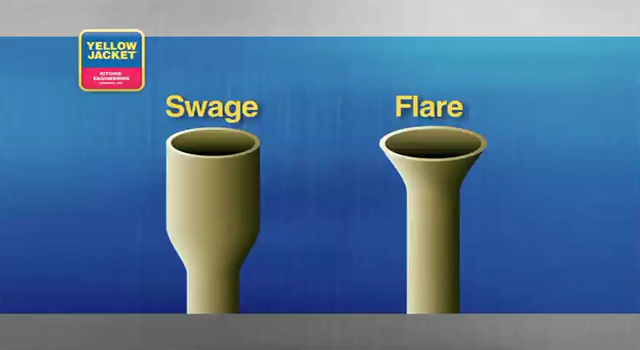 YELLOW
JACKET
RITCHIE
ENGINEERING
Swage
Flare